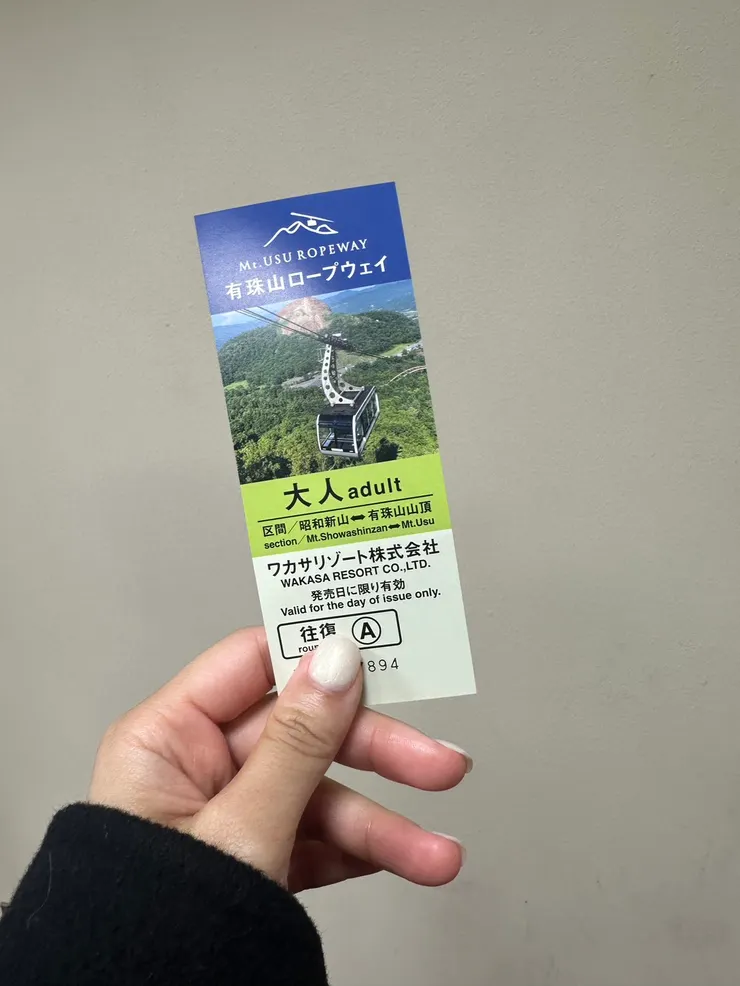 Mt.USU ROPEWAY
有珠山ロープウェイ
大人adult
区間／昭和新山⬌有珠山山頂
section／Mt.Showashinzan⬌Mt.Usu
ワカサリゾート株式会社
WAKASA RESORT CO.,LTD.
発売日に限り有効
Valid for the day of issue only.
往復 Ⓐ
894